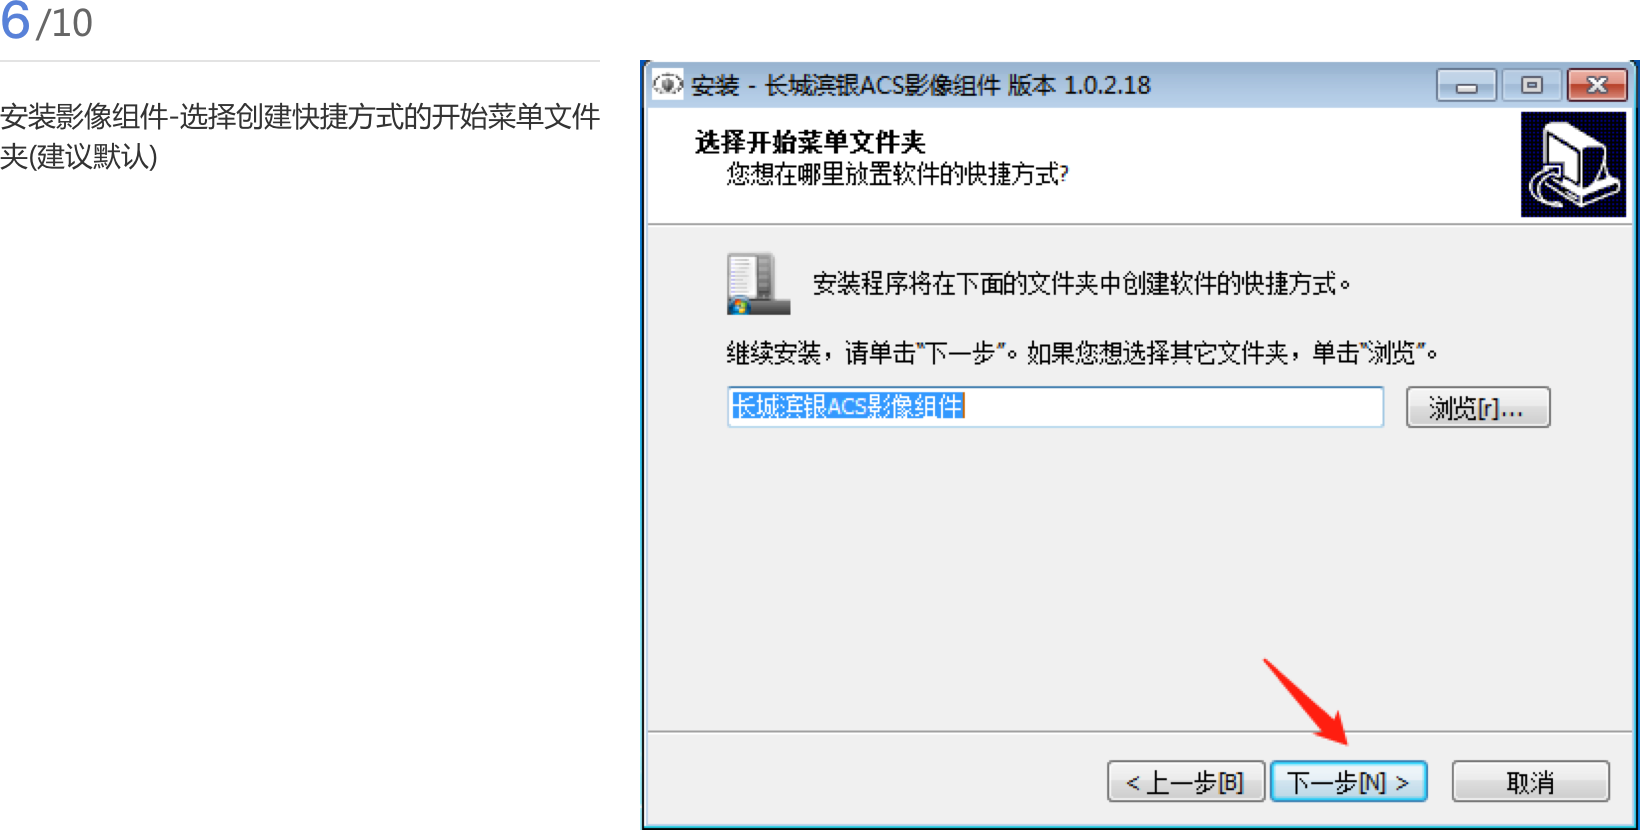 6/10
安装影像组件-选择创建快捷方式的开始菜单文件
夹(建议默认)
安装 - 长城滨银ACS影像组件 版本 1.0.2.18
选择开始菜单文件夹
您想在哪里放置软件的快捷方式?
安装程序将在下面的文件夹中创建软件的快捷方式。
继续安装，请单击“下一步”。如果您想选择其它文件夹，单击“浏览”。
长城滨银ACS影像组件
浏览[r]...
< 上一步[B]
下一步[N] >
取消